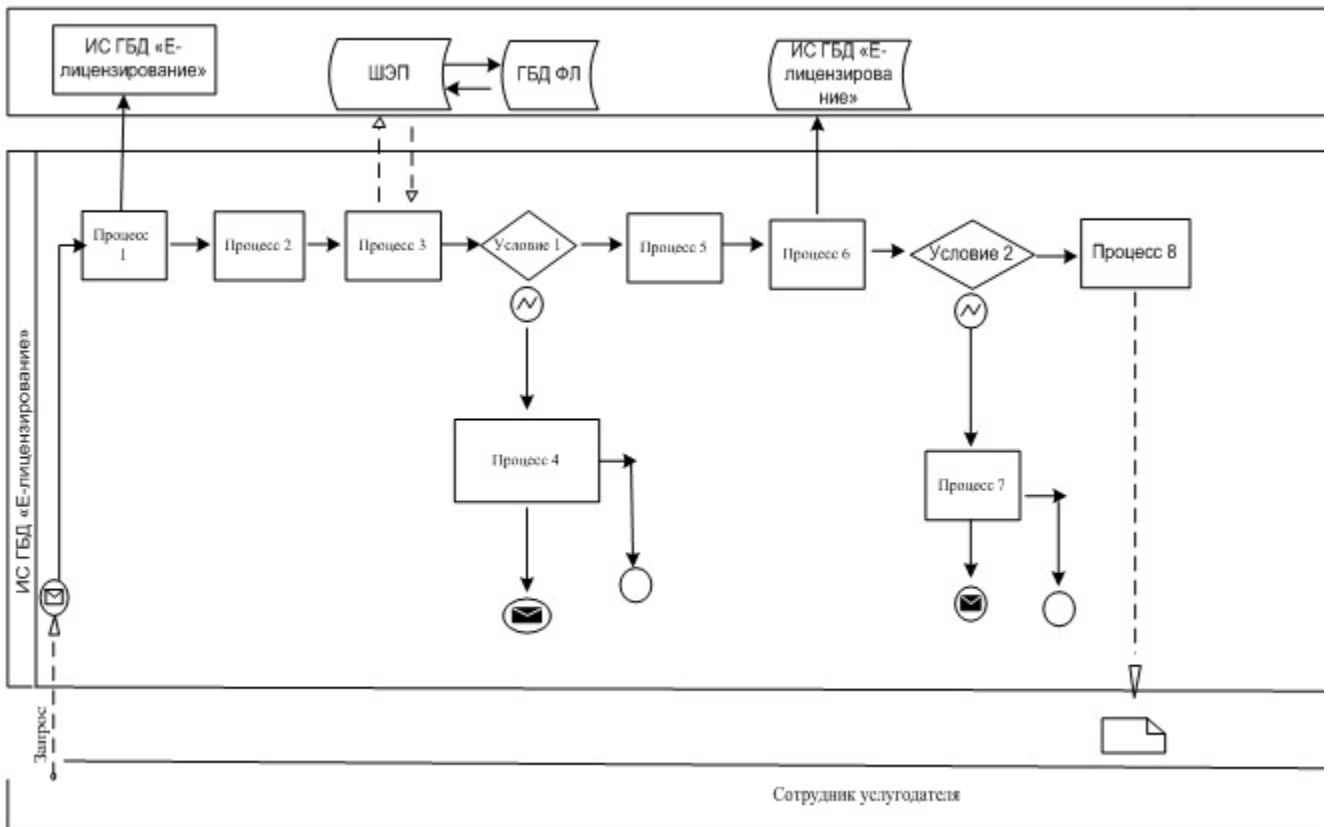 ИС ГБД «Е-
лицензирование»
ШЭП
ГБД ФЛ
ИС ГБД «Е-
лицензирова
ние»
ИС ГБД «Е-лицензирование»
Процесс
1
Процесс 2
Процесс 3
Условие 1
Процесс 5
Процесс 6
Условие 2
Процесс 8
Процесс 4
Процесс 7
Запрос
Сотрудник услугодателя